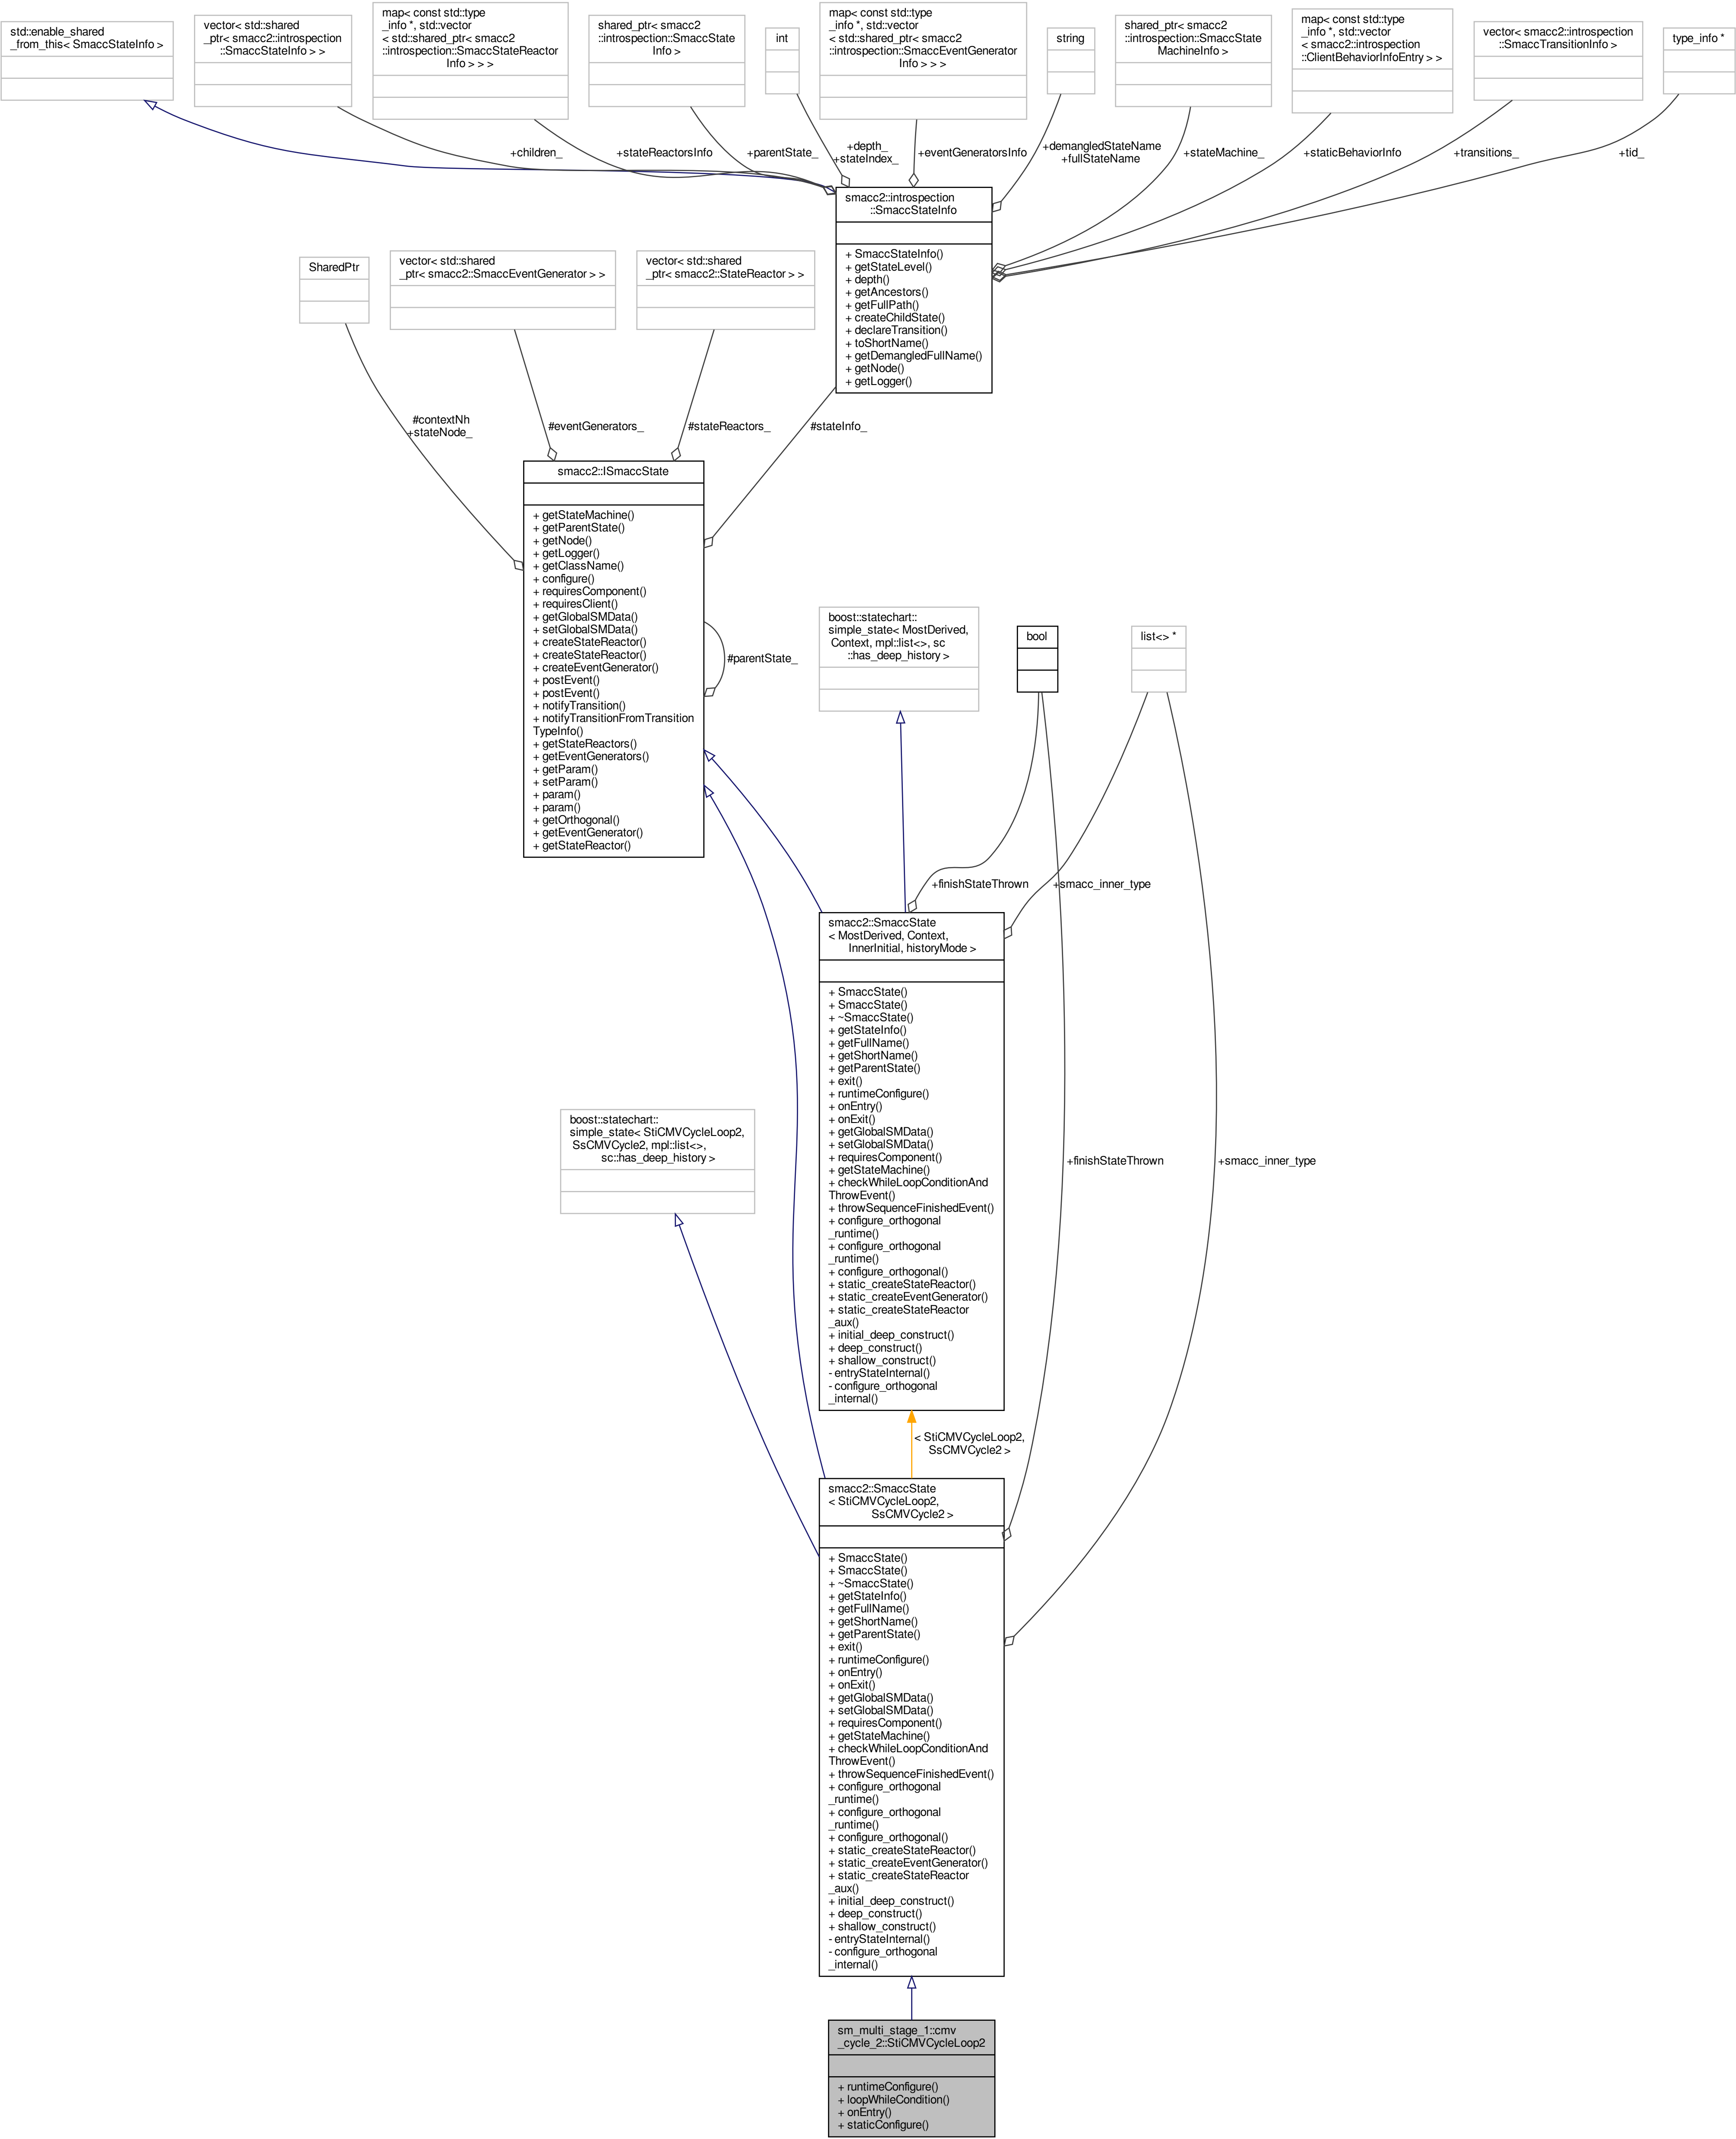 std::enable_shared
_from_this< SmaccStateInfo >
vector< std::shared
_ptr< smacc2::introspection
::SmaccStateInfo > >
map< const std::type
_info *, std::vector
< std::shared_ptr< smacc2
::introspection::SmaccStateReactor
Info > > >
shared_ptr< smacc2
::introspection::SmaccState
Info >
int
map< const std::type
_info *, std::vector
< std::shared_ptr< smacc2
::introspection::SmaccEventGenerator
Info > > >
string
shared_ptr< smacc2
::introspection::SmaccState
MachineInfo >
map< const std::type
_info *, std::vector
< smacc2::introspection
::ClientBehaviorInfoEntry > >
vector< smacc2::introspection
::SmaccTransitionInfo >
type_info *
+children_
+stateReactorsInfo
+parentState_
+depth_
+stateIndex_
+eventGeneratorsInfo
+demangledStateName
+fullStateName
+stateMachine_
+staticBehaviorInfo
+transitions_
+tid_
smacc2::introspection
::SmaccStateInfo
+ SmaccStateInfo()
+ getStateLevel()
+ depth()
+ getAncestors()
+ getFullPath()
+ createChildState()
+ declareTransition()
+ toShortName()
+ getDemangledFullName()
+ getNode()
+ getLogger()
SharedPtr
vector< std::shared
_ptr< smacc2::SmaccEventGenerator > >
vector< std::shared
_ptr< smacc2::StateReactor > >
#contextNh
+stateNode_
#eventGenerators_
#stateReactors_
#stateInfo_
smacc2::ISmaccState
+ getStateMachine()
+ getParentState()
+ getNode()
+ getLogger()
+ getClassName()
+ configure()
+ requiresComponent()
+ requiresClient()
+ getGlobalSMData()
+ setGlobalSMData()
+ createStateReactor()
+ createStateReactor()
+ createEventGenerator()
+ postEvent()
+ postEvent()
+ notifyTransition()
+ notifyTransitionFromTransition
TypeInfo()
+ getStateReactors()
+ getEventGenerators()
+ getParam()
+ setParam()
+ param()
+ param()
+ getOrthogonal()
+ getEventGenerator()
+ getStateReactor()
#parentState_
boost::statechart::
simple_state< MostDerived,
Context, mpl::list<>, sc
::has_deep_history >
bool
list<> *
+finishStateThrown
+smacc_inner_type
smacc2::SmaccState
< MostDerived, Context,
InnerInitial, historyMode >
+ SmaccState()
+ SmaccState()
+ ~SmaccState()
+ getStateInfo()
+ getFullName()
+ getShortName()
+ getParentState()
+ exit()
+ runtimeConfigure()
+ onEntry()
+ onExit()
+ getGlobalSMData()
+ setGlobalSMData()
+ requiresComponent()
+ getStateMachine()
+ checkWhileLoopConditionAnd
ThrowEvent()
+ throwSequenceFinishedEvent()
+ configure_orthogonal
_runtime()
+ configure_orthogonal
_runtime()
+ configure_orthogonal()
+ static_createStateReactor()
+ static_createEventGenerator()
+ static_createStateReactor
_aux()
+ initial_deep_construct()
+ deep_construct()
+ shallow_construct()
- entryStateInternal()
- configure_orthogonal
_internal()
boost::statechart::
simple_state< StiCMVCycleLoop2,
SsCMVCycle2, mpl::list<>,
sc::has_deep_history >
+finishStateThrown
+smacc_inner_type
< StiCMVCycleLoop2,
SsCMVCycle2 >
smacc2::SmaccState
< StiCMVCycleLoop2,
SsCMVCycle2 >
+ SmaccState()
+ SmaccState()
+ ~SmaccState()
+ getStateInfo()
+ getFullName()
+ getShortName()
+ getParentState()
+ exit()
+ runtimeConfigure()
+ onEntry()
+ onExit()
+ getGlobalSMData()
+ setGlobalSMData()
+ requiresComponent()
+ getStateMachine()
+ checkWhileLoopConditionAnd
ThrowEvent()
+ throwSequenceFinishedEvent()
+ configure_orthogonal
_runtime()
+ configure_orthogonal
_runtime()
+ configure_orthogonal()
+ static_createStateReactor()
+ static_createEventGenerator()
+ static_createStateReactor
_aux()
+ initial_deep_construct()
+ deep_construct()
+ shallow_construct()
- entryStateInternal()
- configure_orthogonal
_internal()
sm_multi_stage_1::cmv
_cycle_2::StiCMVCycleLoop2
+ runtimeConfigure()
+ loopWhileCondition()
+ onEntry()
+ staticConfigure()